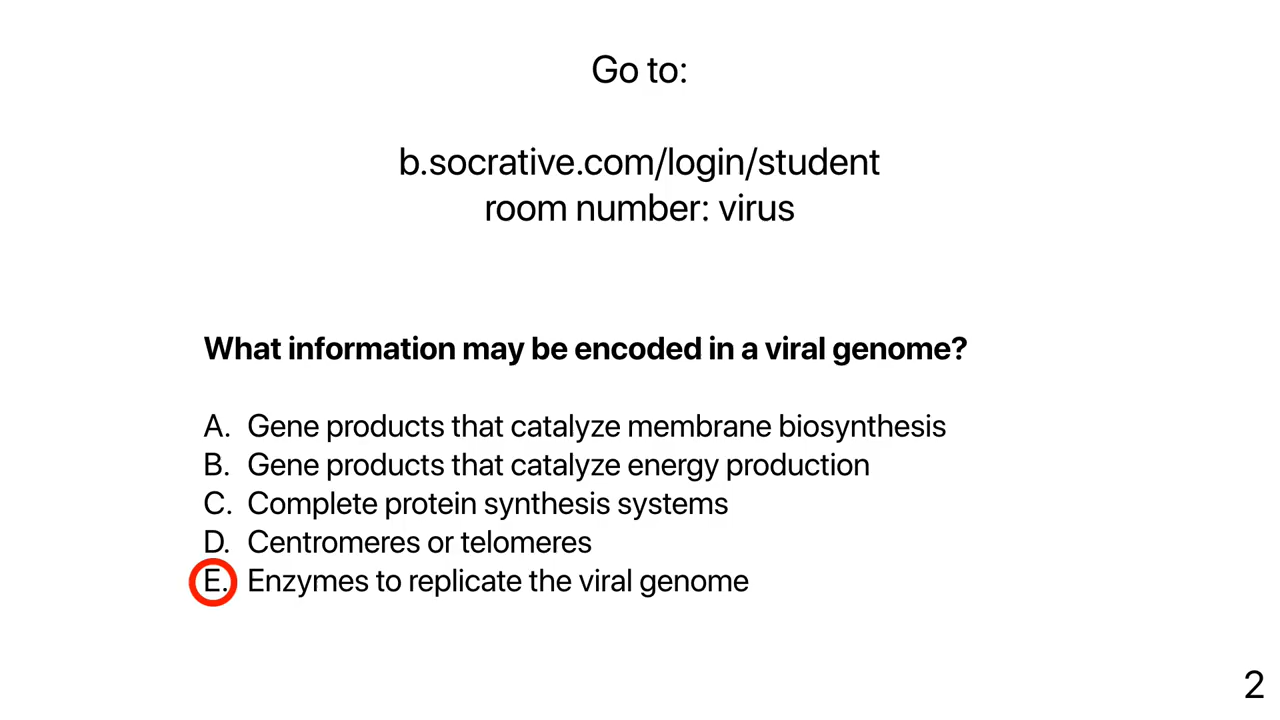 Go to:
b.socrative.com/login/student
room number: virus
What information may be encoded in a viral genome?
A. Gene products that catalyze membrane biosynthesis
B. Gene products that catalyze energy production
C. Complete protein synthesis systems
D. Centromeres or telomeres
E. Enzymes to replicate the viral genome
2